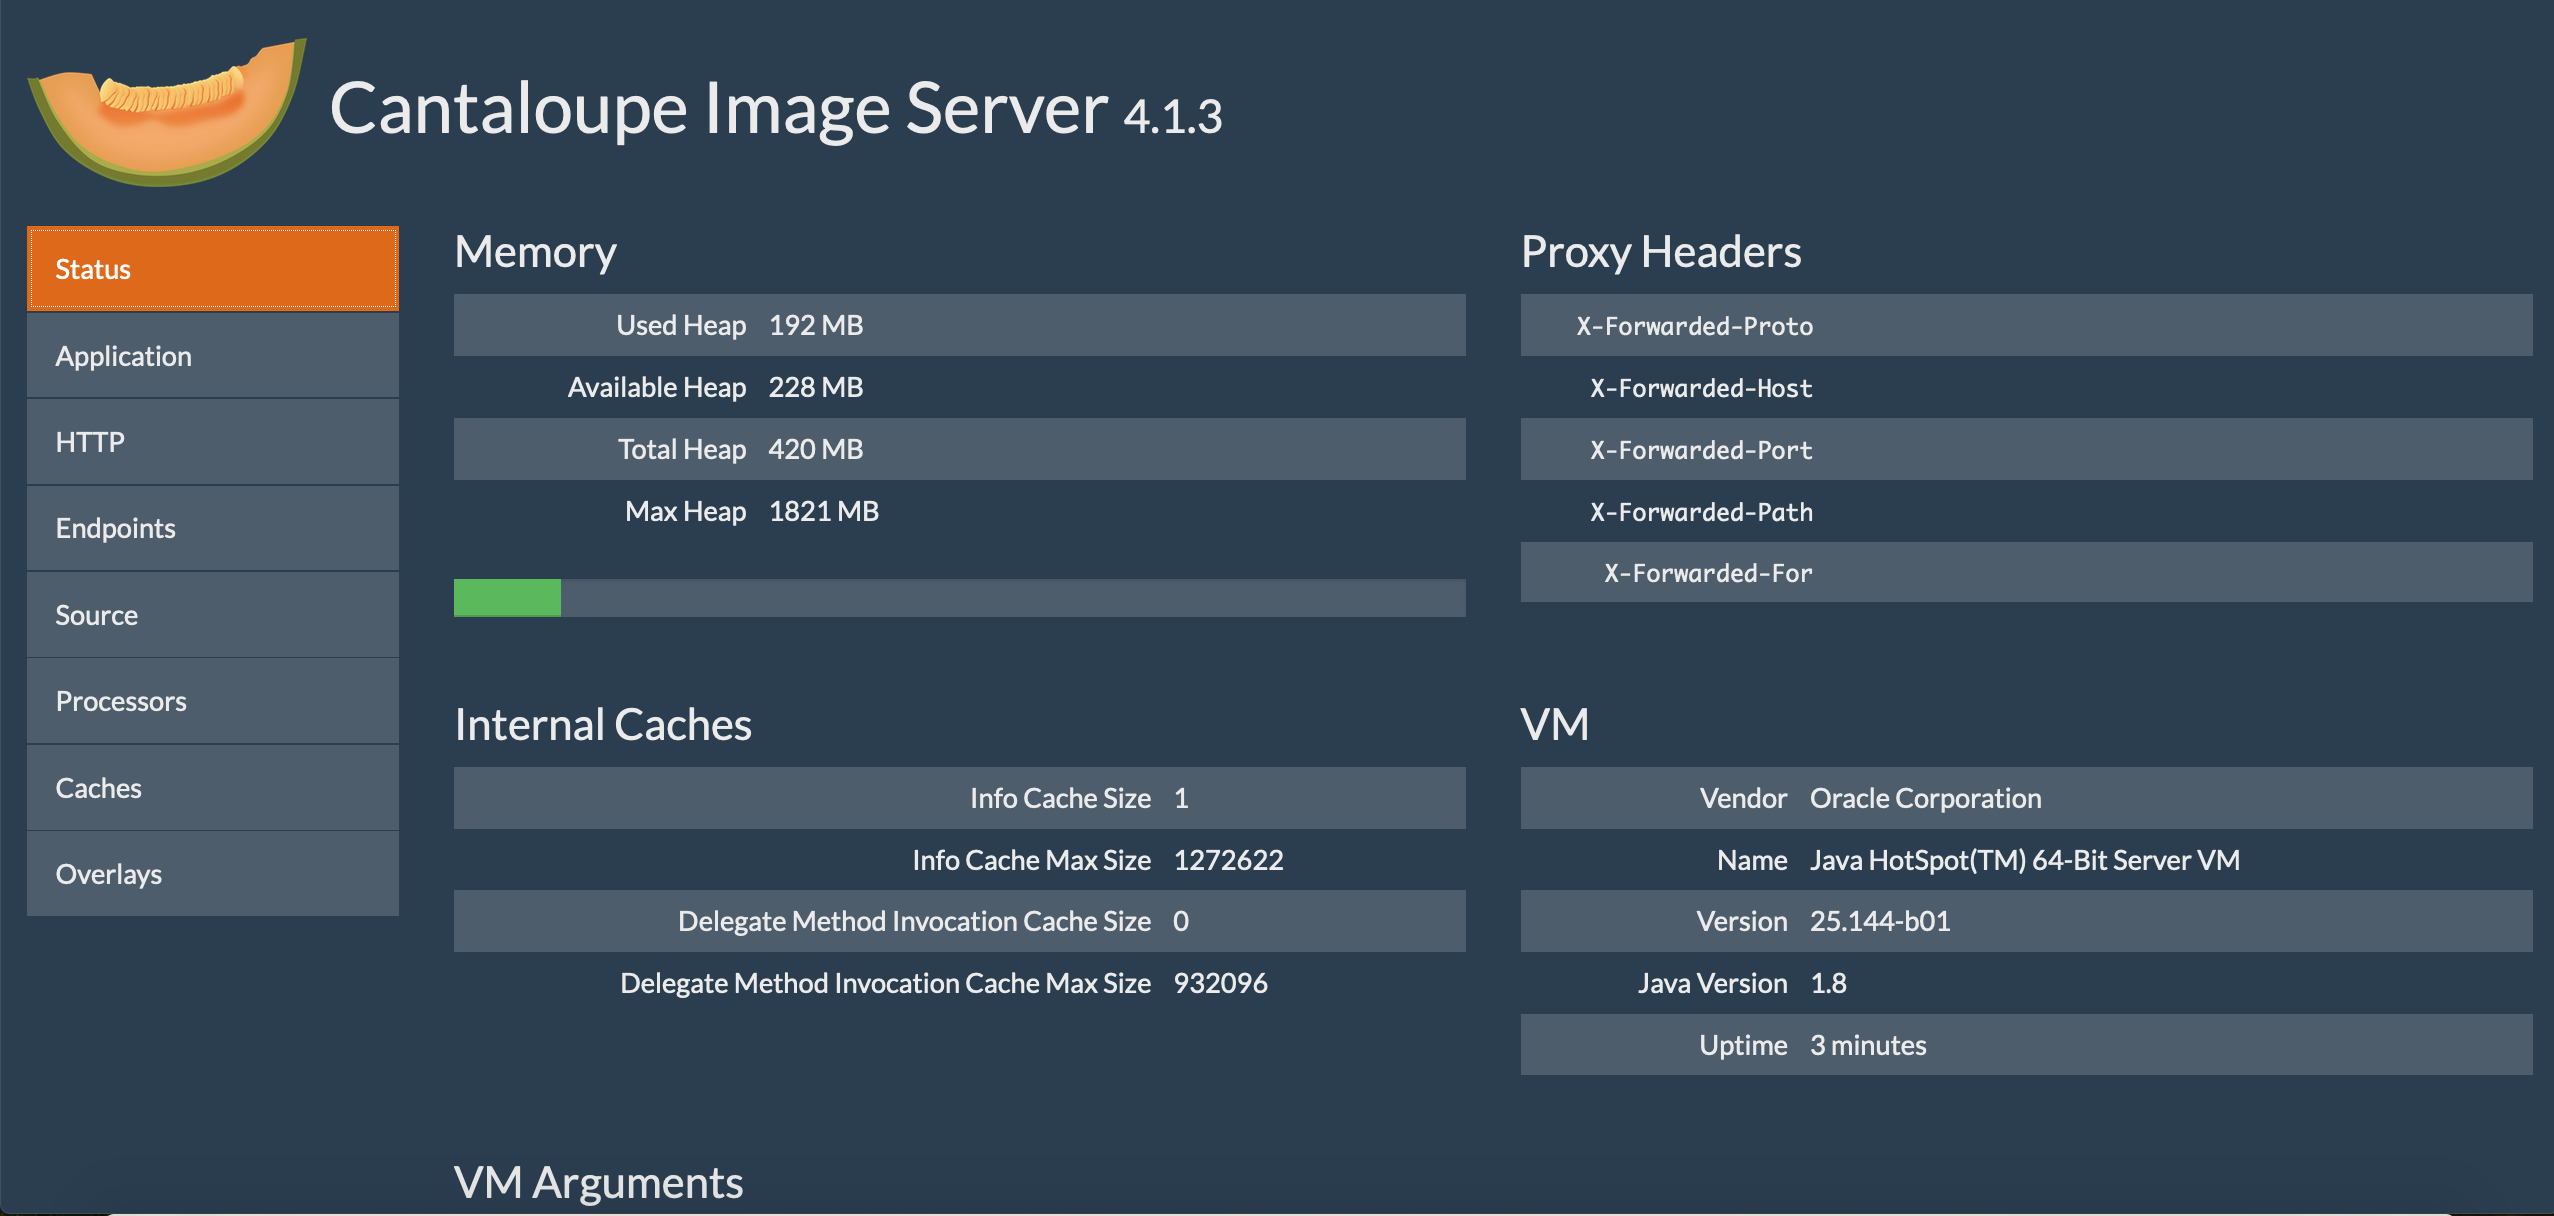 Cantaloupe Image Server 4.1.3
Status
Application
HTTP
Endpoints
Source
Processors
Caches
Overlays
Memory
Used Heap 192 MB
Available Heap 228 MB
Total Heap 420 MB
Max Heap 1821 MB
Proxy Headers
X-Forwarded-Proto
X-Forwarded-Host
X-Forwarded-Port
X-Forwarded-Path
X-Forwarded-For
Internal Caches
Info Cache Size 1
Info Cache Max Size 1272622
Delegate Method Invocation Cache Size 0
Delegate Method Invocation Cache Max Size 932096
VM
Vendor Oracle Corporation
Name Java HotSpot(TM) 64-Bit Server VM
Version 25.144-b01
Java Version 1.8
Uptime 3 minutes
VM Arguments